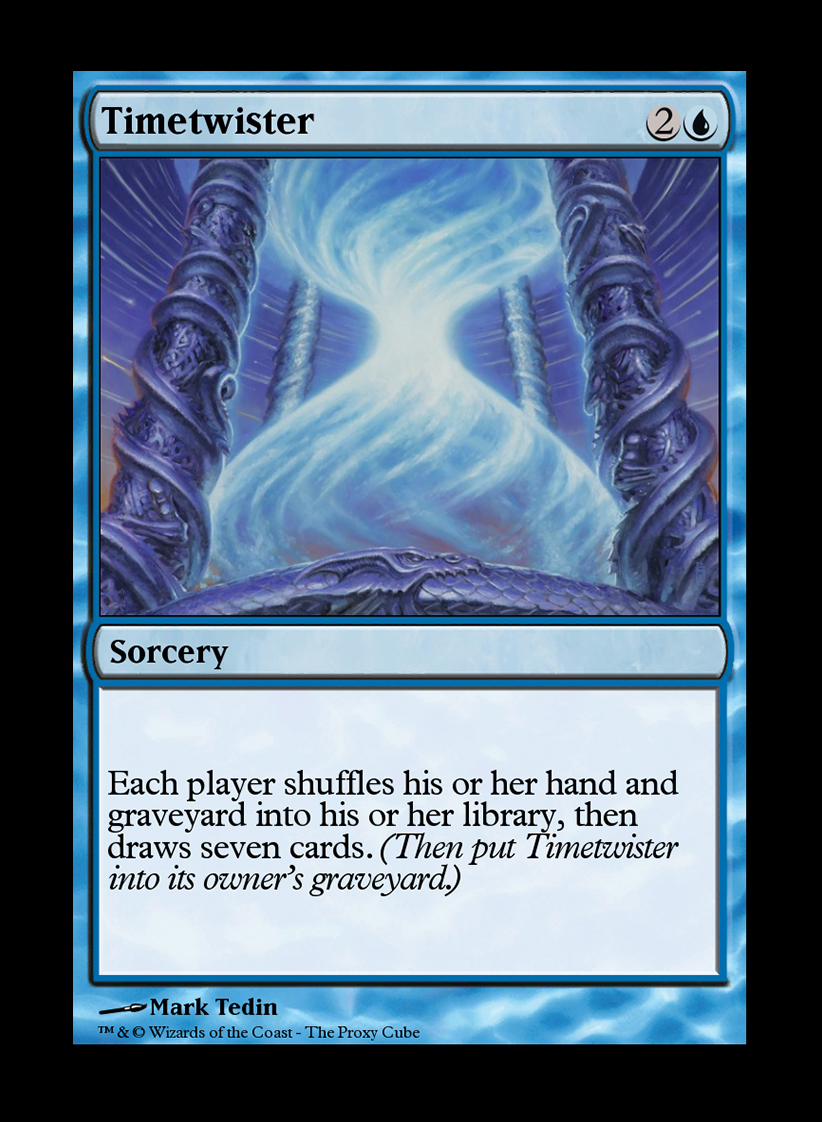 Timetwister 2
Sorcery
Each player shuffles his or her hand and
graveyard into his or her library, then
draws seven cards. (Then put Timetwister
into its owner's graveyard.)
Mark Tedin
™ & © Wizards of the Coast - The Proxy Cube